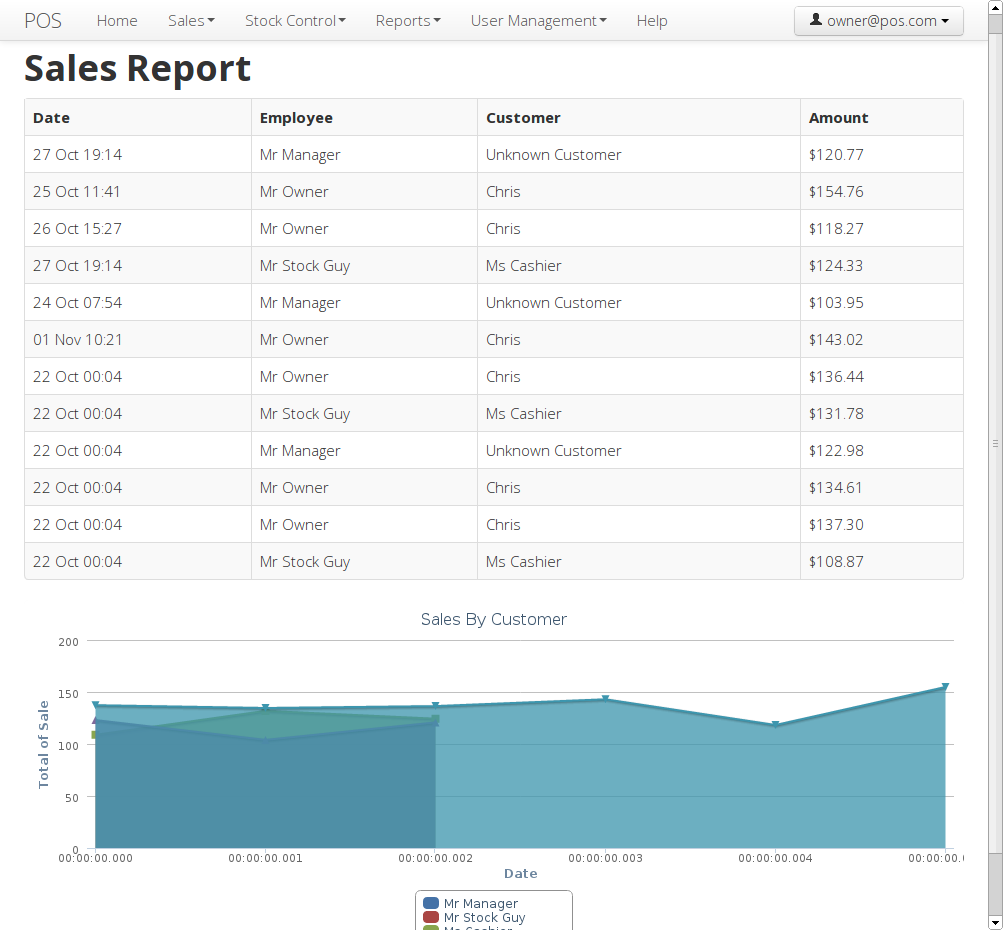 POS Home Sales Stock Control Reports User Management Help owner@pos.com
Sales Report
Date Employee Customer Amount
27 Oct 19:14 Mr Manager Unknown Customer $120.77
25 Oct 11:41 Mr Owner Chris $154.76
26 Oct 15:27 Mr Owner Chris $118.27
27 Oct 19:14 Mr Stock Guy Ms Cashier $124.33
24 Oct 07:54 Mr Manager Unknown Customer $103.95
01 Nov 10:21 Mr Owner Chris $143.02
22 Oct 00:04 Mr Owner Chris $136.44
22 Oct 00:04 Mr Stock Guy Ms Cashier $131.78
22 Oct 00:04 Mr Manager Unknown Customer $122.98
22 Oct 00:04 Mr Owner Chris $134.61
22 Oct 00:04 Mr Owner Chris $137.30
22 Oct 00:04 Mr Stock Guy Ms Cashier $108.87
Sales By Customer
Total of Sale
200
150
100
50
0
00:00:00.000 00:00:00.001 00:00:00.002 00:00:00.003 00:00:00.004 00:00:00.
Date
Mr Manager
Mr Stock Guy
Ms Cashier